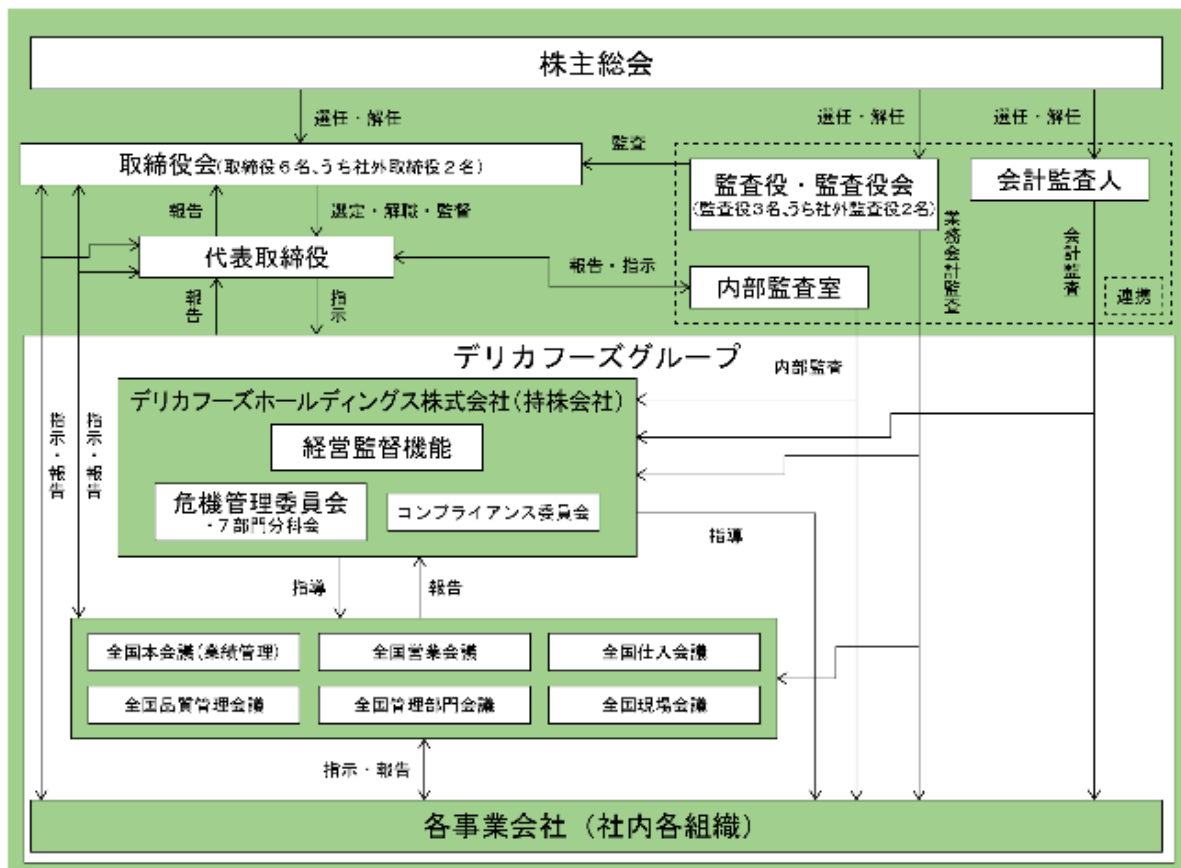 株主総会
選任・解任
選任・解任
選任・解任
監査
取締役会(取締役6名、うち社外取締役2名)
監査役・監査役会
(監査役3名、うち社外監査役2名)
会計監査人
報告
選定・解職・監督
業務会計監査
会計監査
代表取締役
報告・指示
内部監査室
連携
報告
指示
デリカフーズグループ
内部監査
デリカフーズホールディングス株式会社(持株会社)
経営監督機能
指示・報告
指示・報告
危機管理委員会
・7部門分科会
コンプライアンス委員会
指導
指導
報告
全国本会議(業績管理)
全国営業会議
全国仕入会議
全国品質管理会議
全国管理部門会議
全国現場会議
指示・報告
各事業会社(社内各組織)